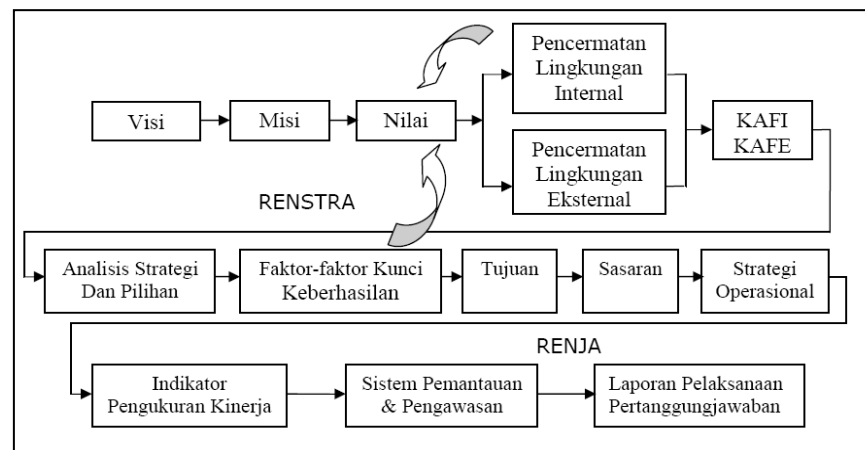 Pencermatan
Lingkungan
Internal
Visi
Misi
Nilai
KAFI
KAFE
Pencermatan
Lingkungan
Eksternal
RENSTRA
Analisis Strategi
Dan Pilihan
Faktor-faktor Kunci
Keberhasilan
Tujuan
Sasaran
Strategi
Operasional
RENJA
Indikator
Pengukuran Kinerja
Sistem Pemantauan
& Pengawasan
Laporan Pelaksanaan
Pertanggungjawaban